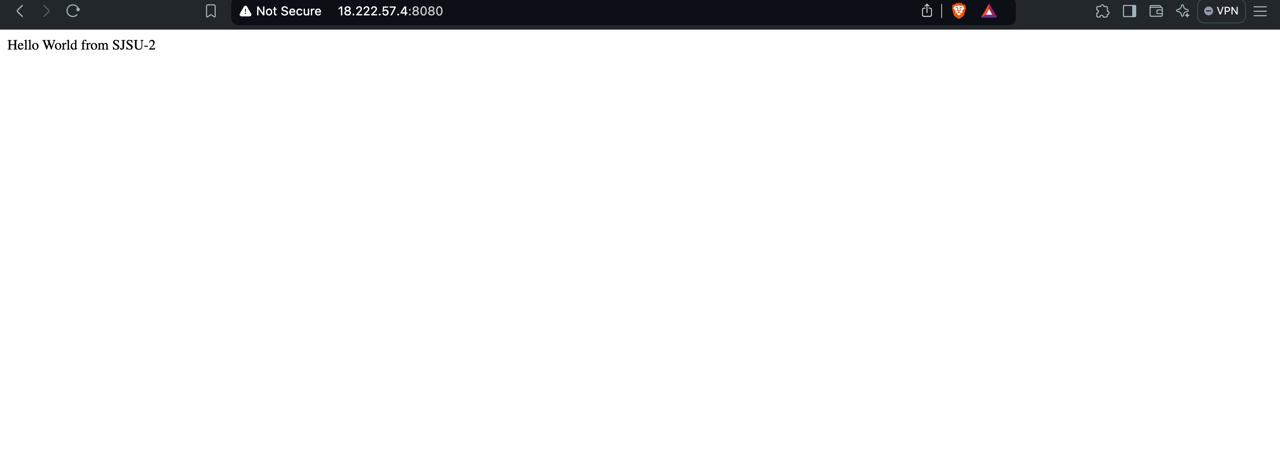 Not Secure 18.222.57.4:8080
VPN
Hello World from SJSU-2